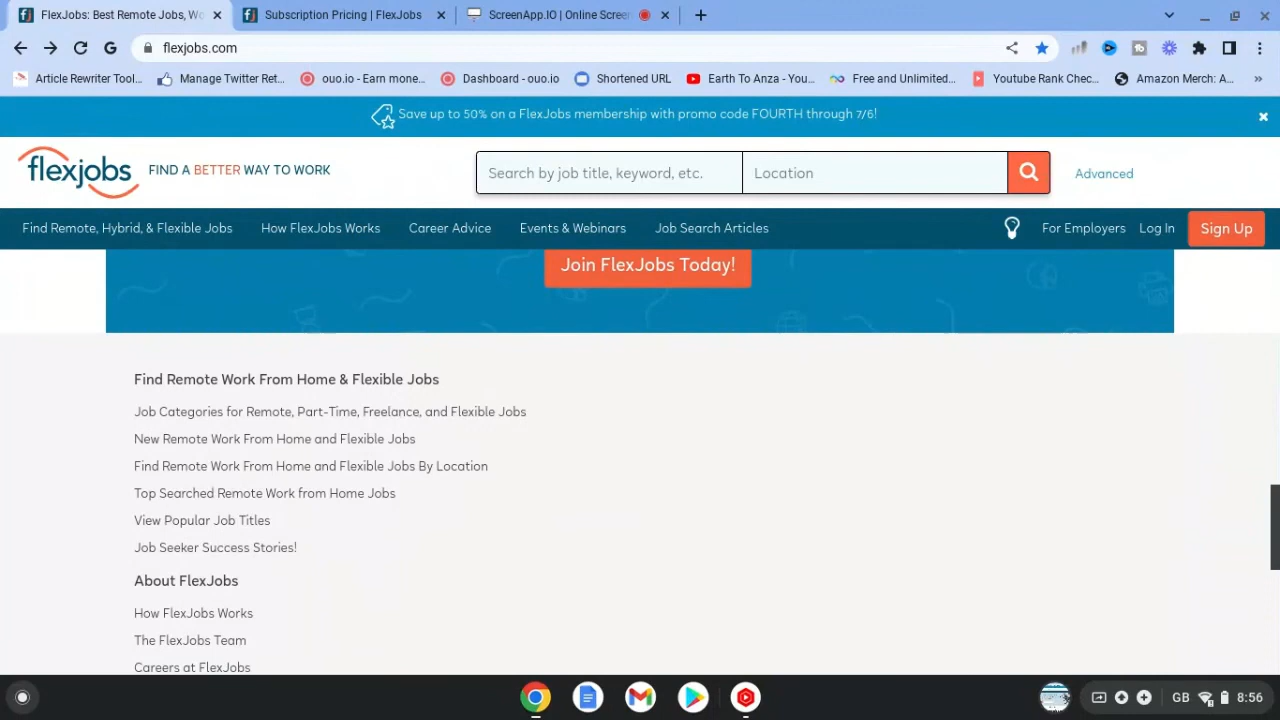 FlexJobs: Best Remote Jobs, Wo
Subscription Pricing | FlexJobs
ScreenApp.IO | Online Screen
flexjobs.com
Article Rewriter Tool...
Manage Twitter Ret...
ouo.io - Earn mone...
Dashboard - ouo.io
Shortened URL
Earth To Anza - You...
Free and Unlimited...
Youtube Rank Chec...
Amazon Merch: A...
Save up to 50% on a FlexJobs membership with promo code FOURTH through 7/6!
flexjobs
FIND A BETTER WAY TO WORK
Search by job title, keyword, etc.
Location
Advanced
Find Remote, Hybrid, & Flexible Jobs
How FlexJobs Works
Career Advice
Events & Webinars
Job Search Articles
For Employers
Log In
Sign Up
Join FlexJobs Today!
Find Remote Work From Home & Flexible Jobs
Job Categories for Remote, Part-Time, Freelance, and Flexible Jobs
New Remote Work From Home and Flexible Jobs
Find Remote Work From Home and Flexible Jobs By Location
Top Searched Remote Work from Home Jobs
View Popular Job Titles
Job Seeker Success Stories!
About FlexJobs
How FlexJobs Works
The FlexJobs Team
Careers at FlexJobs
GB
8:56